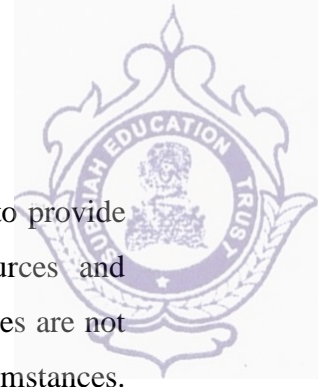 EDUCATION TRUST
to provide
urces and
es are not
mstances.